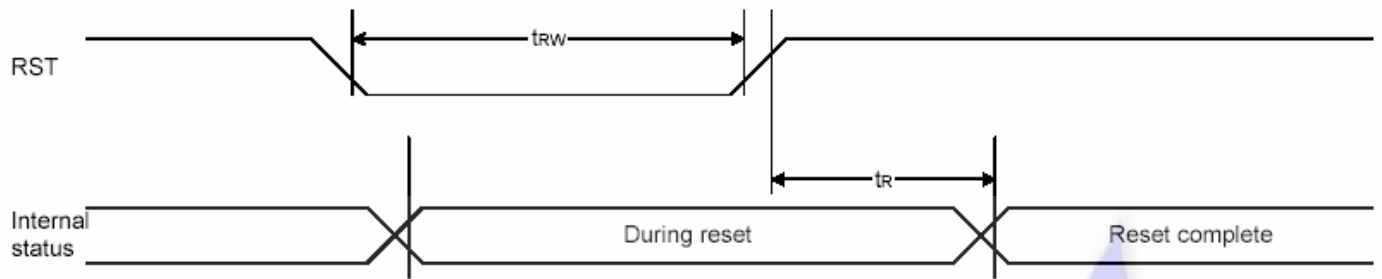 RST
tRW
tR
Internal
status
During reset
Reset complete